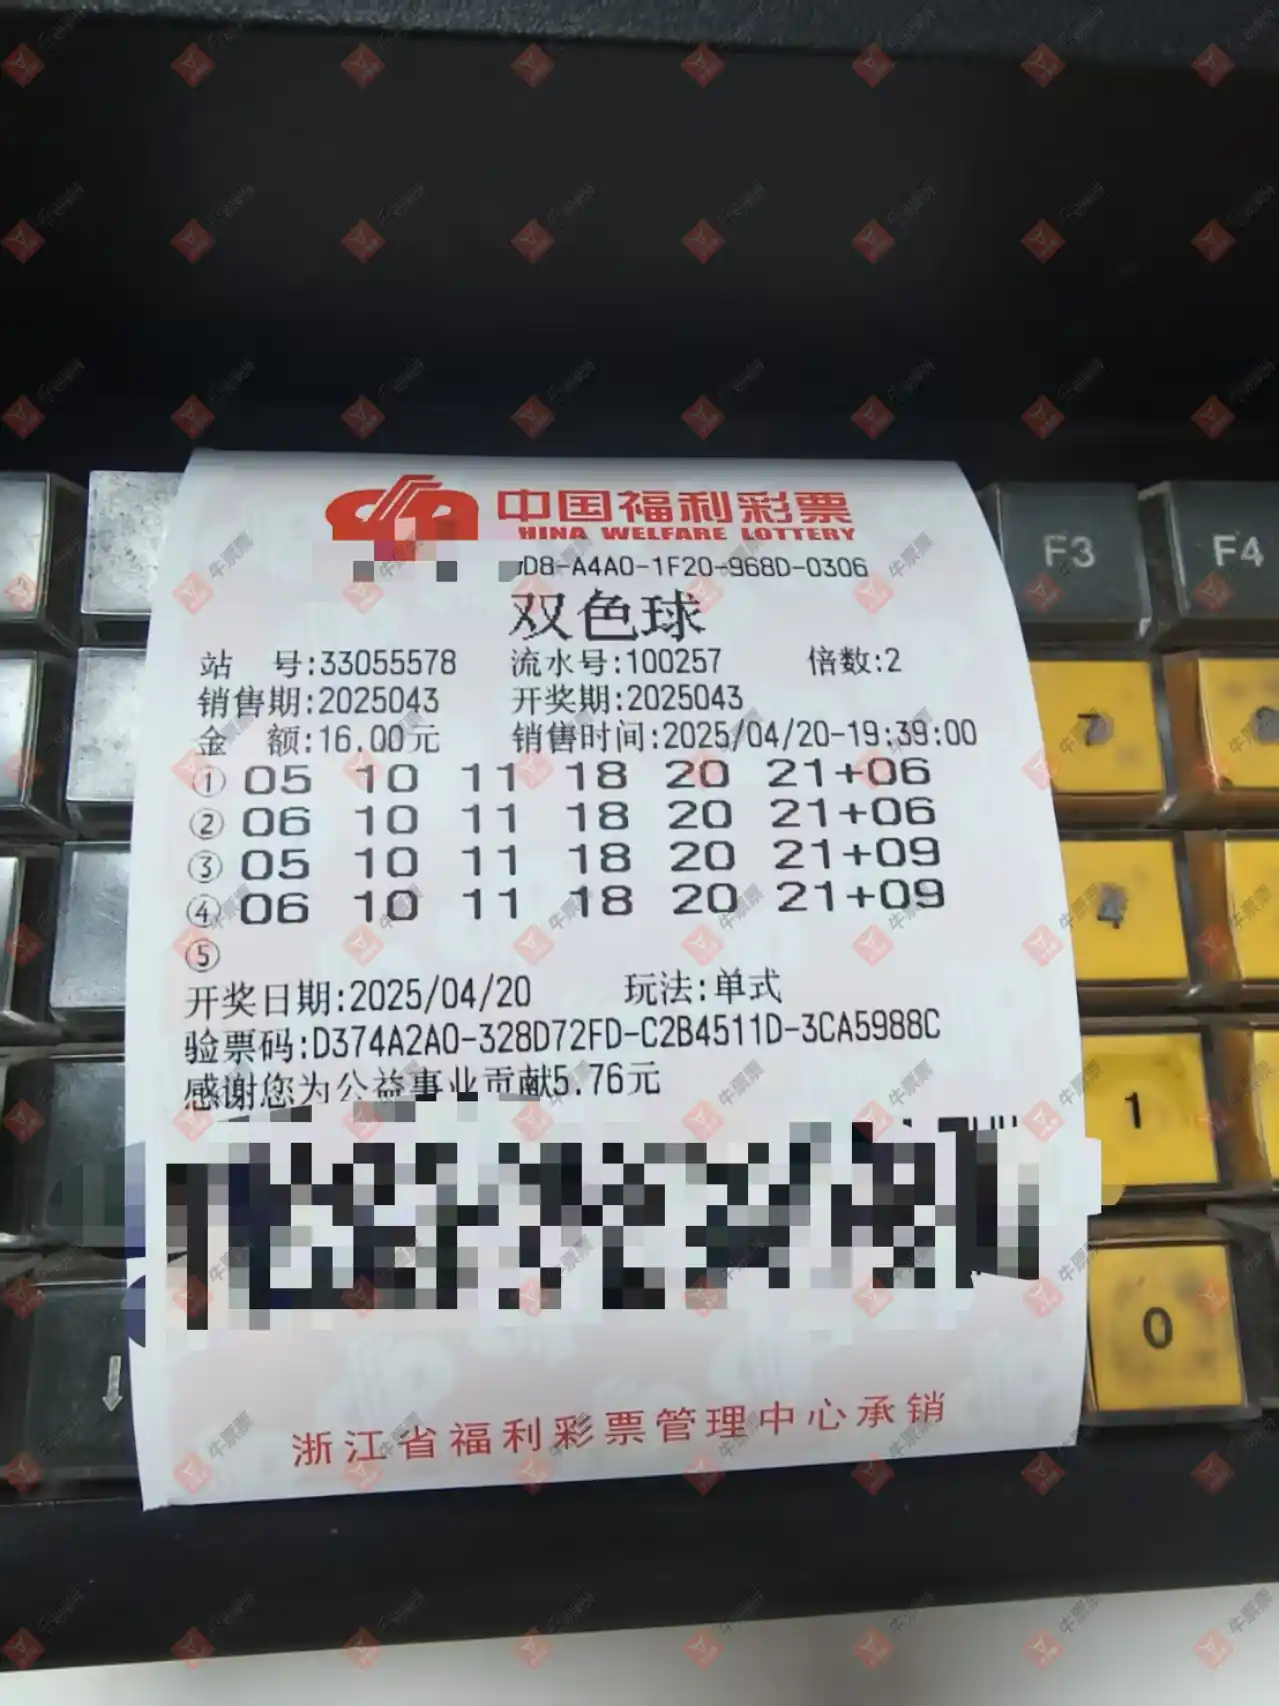 中国福利彩票
HINA WELFARE LOTTERY
D8-A4A0-1F20-968D-0306
双色球
站 号:33055578 流水号:100257 倍数:2
销售期:2025043 开奖期:2025043
金 额:16.00元 销售时间:2025/04/20-19:39:00
① 05 10 11 18 20 21+06
② 06 10 11 18 20 21+06
③ 05 10 11 18 20 21+09
④ 06 10 11 18 20 21+09
⑤
开奖日期:2025/04/20 玩法:单式
验票码:D374A2A0-328D72FD-C2B4511D-3CA5988C
感谢您为公益事业贡献5.76元
浙江省福利彩票管理中心承销
F3
F4
7
4
1
0
↓
牛票票